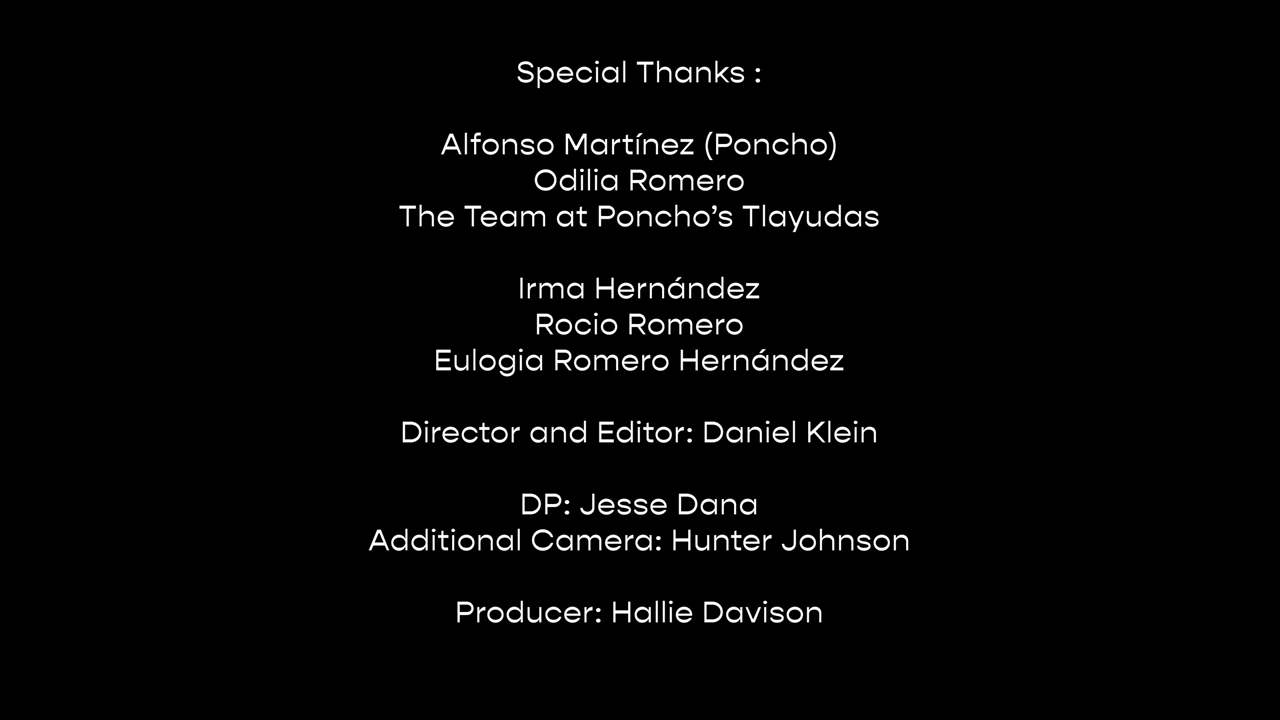 Special Thanks :
Alfonso Martínez (Poncho)
Odilia Romero
The Team at Poncho’s Tlayudas
Irma Hernández
Rocio Romero
Eulogia Romero Hernández
Director and Editor: Daniel Klein
DP: Jesse Dana
Additional Camera: Hunter Johnson
Producer: Hallie Davison